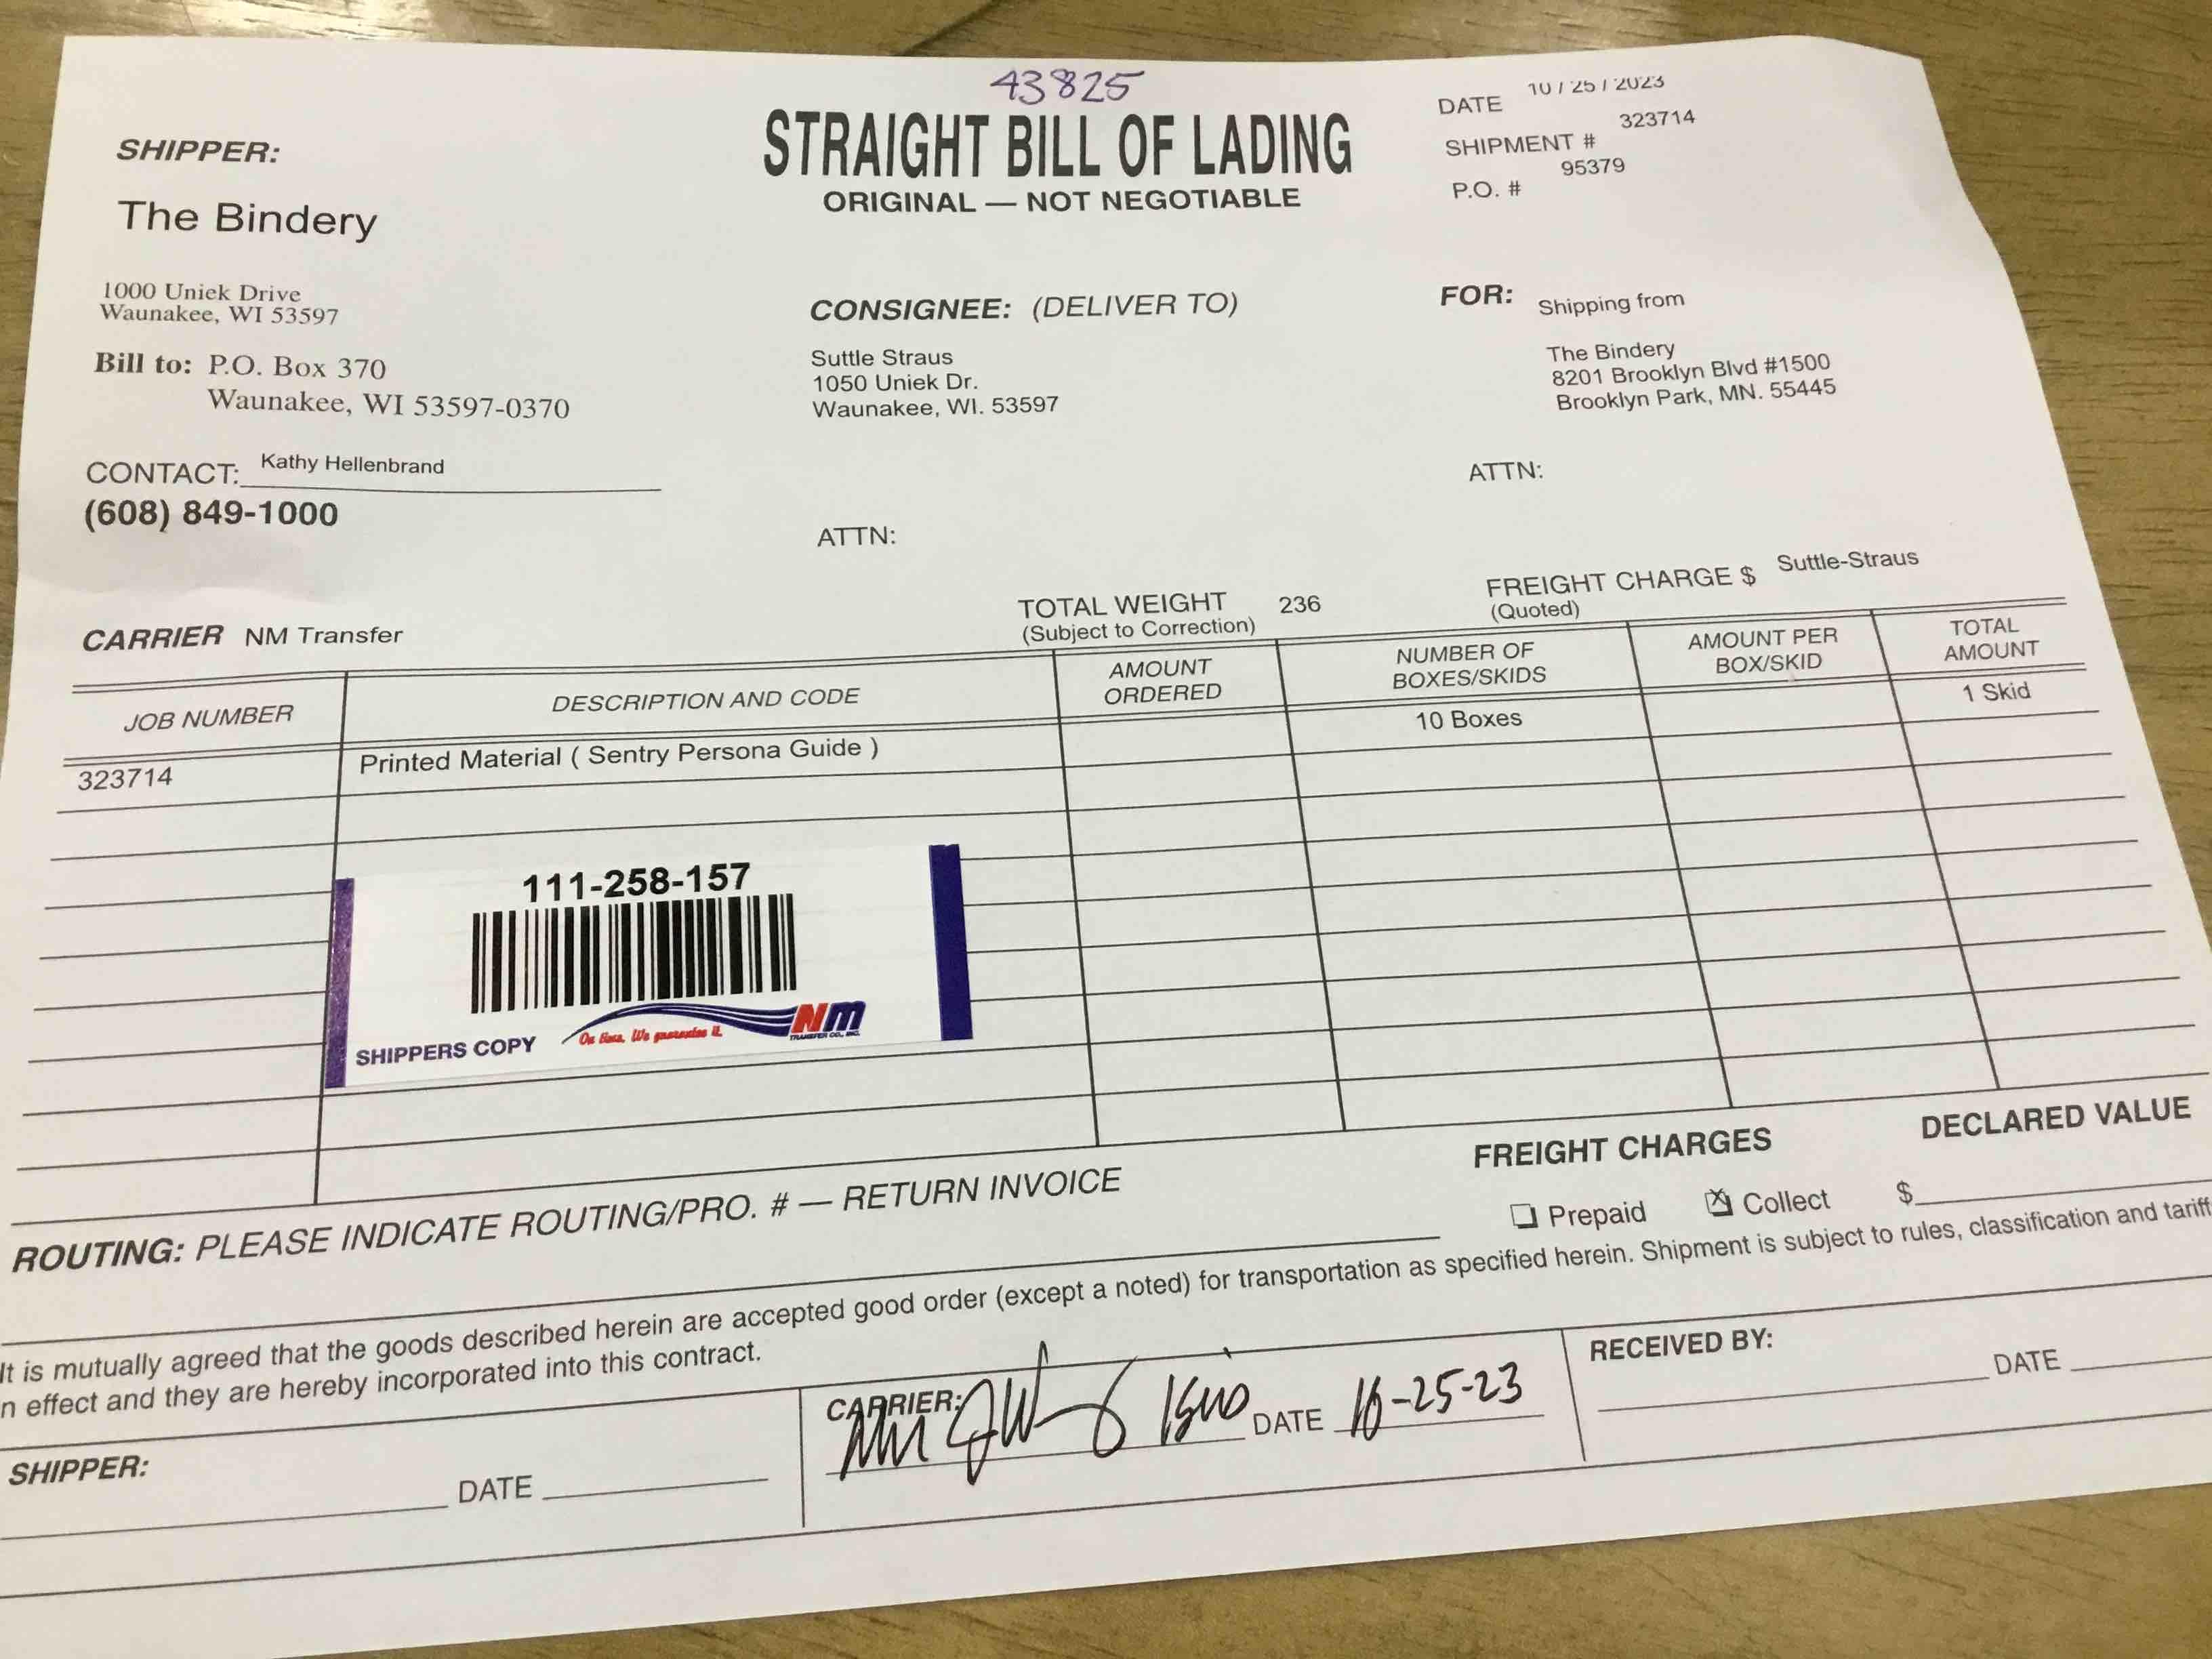 43825
STRAIGHT BILL OF LADING
ORIGINAL — NOT NEGOTIABLE
DATE 10 / 25 / 2023
SHIPMENT # 323714
P.O. # 95379
SHIPPER:
The Bindery
1000 Uniek Drive
Waunakee, WI 53597
Bill to: P.O. Box 370
Waunakee, WI 53597-0370
CONTACT: Kathy Hellenbrand
(608) 849-1000
CONSIGNEE: (DELIVER TO)
Suttle Straus
1050 Uniek Dr.
Waunakee, WI. 53597
ATTN:
FOR: Shipping from
The Bindery
8201 Brooklyn Blvd #1500
Brooklyn Park, MN. 55445
ATTN:
CARRIER NM Transfer
TOTAL WEIGHT 236
(Subject to Correction)
FREIGHT CHARGE $ Suttle-Straus
(Quoted)
JOB NUMBER
DESCRIPTION AND CODE
AMOUNT
ORDERED
NUMBER OF
BOXES/SKIDS
AMOUNT PER
BOX/SKID
TOTAL
AMOUNT
323714
Printed Material ( Sentry Persona Guide )
10 Boxes
1 Skid
111-258-157
SHIPPERS COPY
On time. We guarantee it.
NM
TRANSFER CO., INC.
ROUTING: PLEASE INDICATE ROUTING/PRO. # — RETURN INVOICE
FREIGHT CHARGES
Prepaid
X Collect
DECLARED VALUE
$
It is mutually agreed that the goods described herein are accepted good order (except a noted) for transportation as specified herein. Shipment is subject to rules, classification and tariff
n effect and they are hereby incorporated into this contract.
SHIPPER:
DATE
CARRIER:
DATE 10-25-23
RECEIVED BY:
DATE